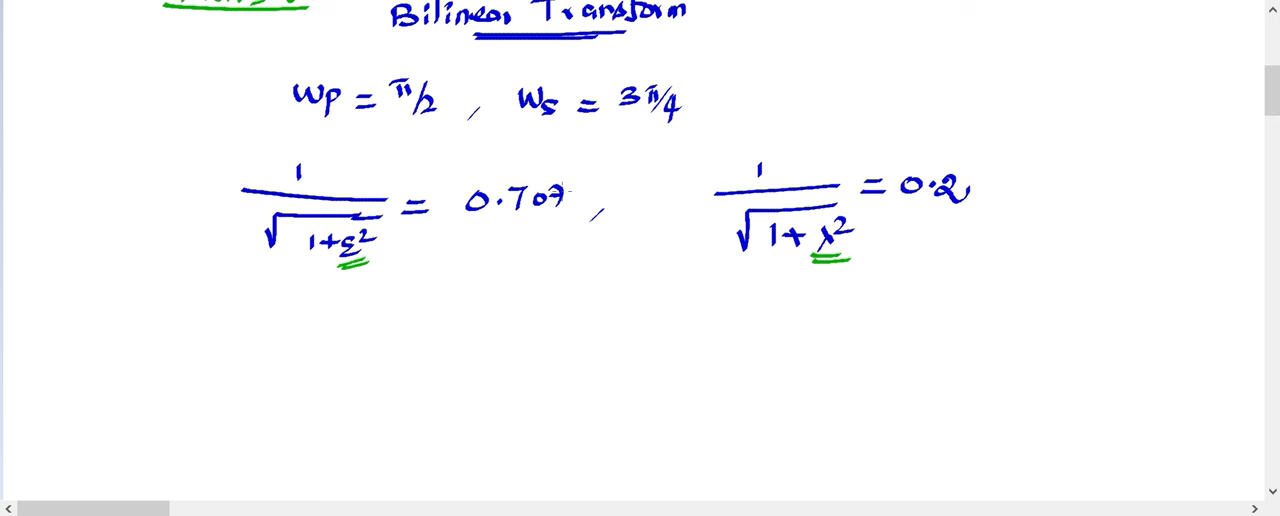 Bilinear Transform
wp = π/2, ws = 3π/4
1/√(1+ε²) = 0.707, 1/√(1+λ²) = 0.2